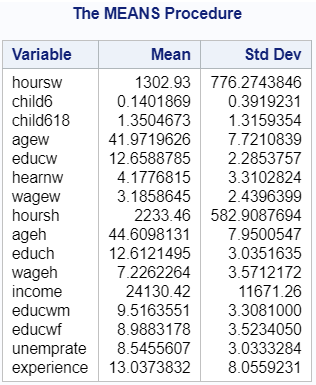 The MEANS Procedure
Variable Mean Std Dev
hoursw 1302.93 776.2743846
child6 0.1401869 0.3919231
child618 1.3504673 1.3159354
agew 41.9719626 7.7210839
educw 12.6588785 2.2853757
hearnw 4.1776815 3.3102824
wagew 3.1858645 2.4396399
hoursh 2233.46 582.9087694
ageh 44.6098131 7.9500547
educh 12.6121495 3.0351635
wageh 7.2262264 3.5712172
income 24130.42 11671.26
educwm 9.5163551 3.3081000
educwf 8.9883178 3.5234050
unemprate 8.5455607 3.0333284
experience 13.0373832 8.0559231